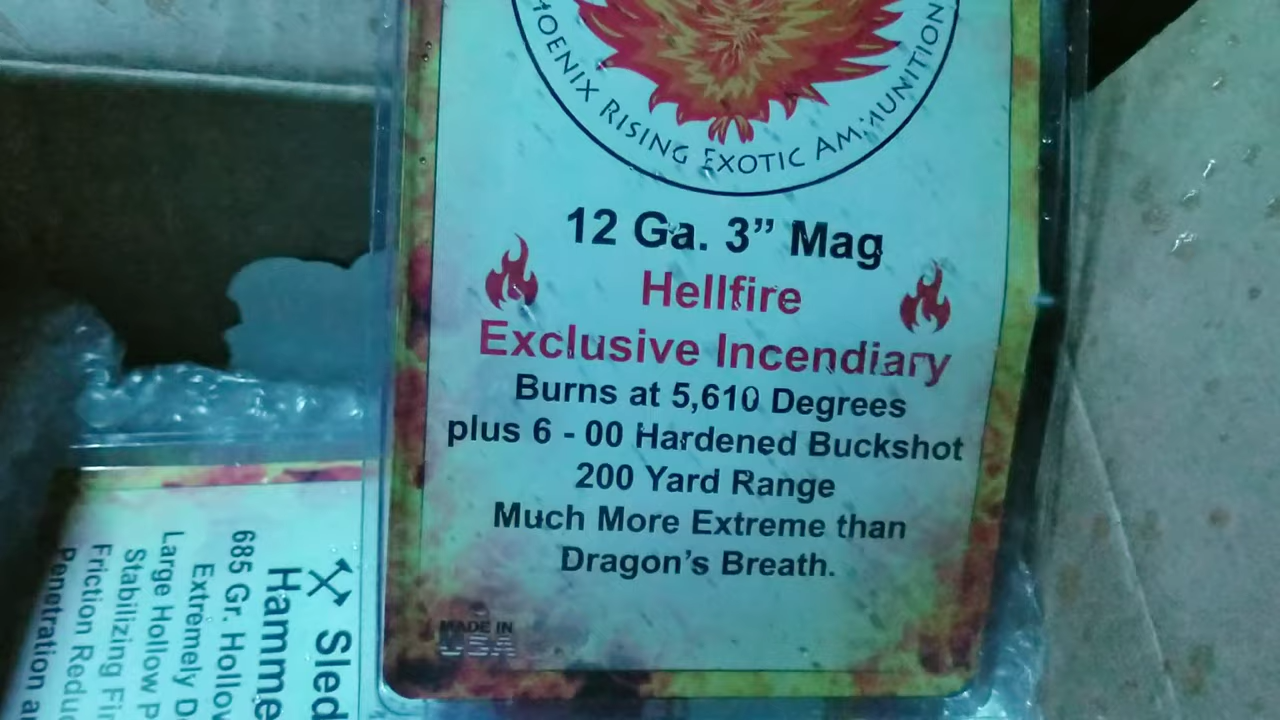 HOENIX RISING EXOTIC AMMUNITION
12 Ga. 3” Mag
Hellfire
Exclusive Incendiary
Burns at 5,610 Degrees
plus 6 - 00 Hardened Buckshot
200 Yard Range
Much More Extreme than
Dragon’s Breath.
MADE IN
USA
Sled
Hamme
685 Gr. Hollo
Extremely D
Large Hollow P
Stabilizing Fi
Friction Redu
Penetration a